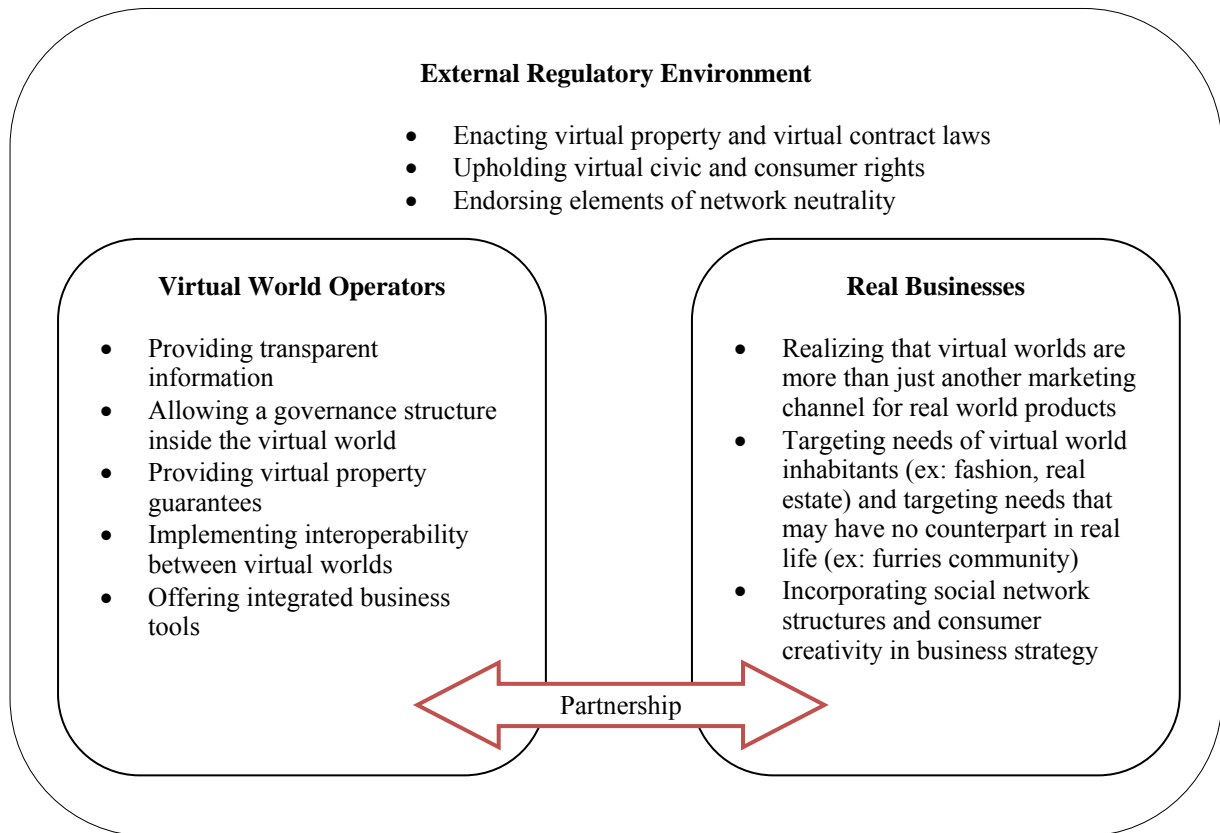 External Regulatory Environment
• Enacting virtual property and virtual contract laws
• Upholding virtual civic and consumer rights
• Endorsing elements of network neutrality
Virtual World Operators
• Providing transparent
information
• Allowing a governance structure
inside the virtual world
• Providing virtual property
guarantees
• Implementing interoperability
between virtual worlds
• Offering integrated business
tools
Real Businesses
• Realizing that virtual worlds are
more than just another marketing
channel for real world products
• Targeting needs of virtual world
inhabitants (ex: fashion, real
estate) and targeting needs that
may have no counterpart in real
life (ex: furries community)
• Incorporating social network
structures and consumer
creativity in business strategy
Partnership